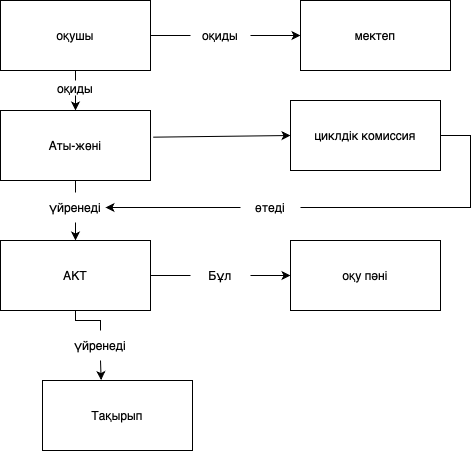 оқушы
оқиды
мектеп
оқиды
Аты-жөні
циклдік комиссия
үйренеді
өтеді
АКТ
Бұл
оқу пәні
үйренеді
Тақырып